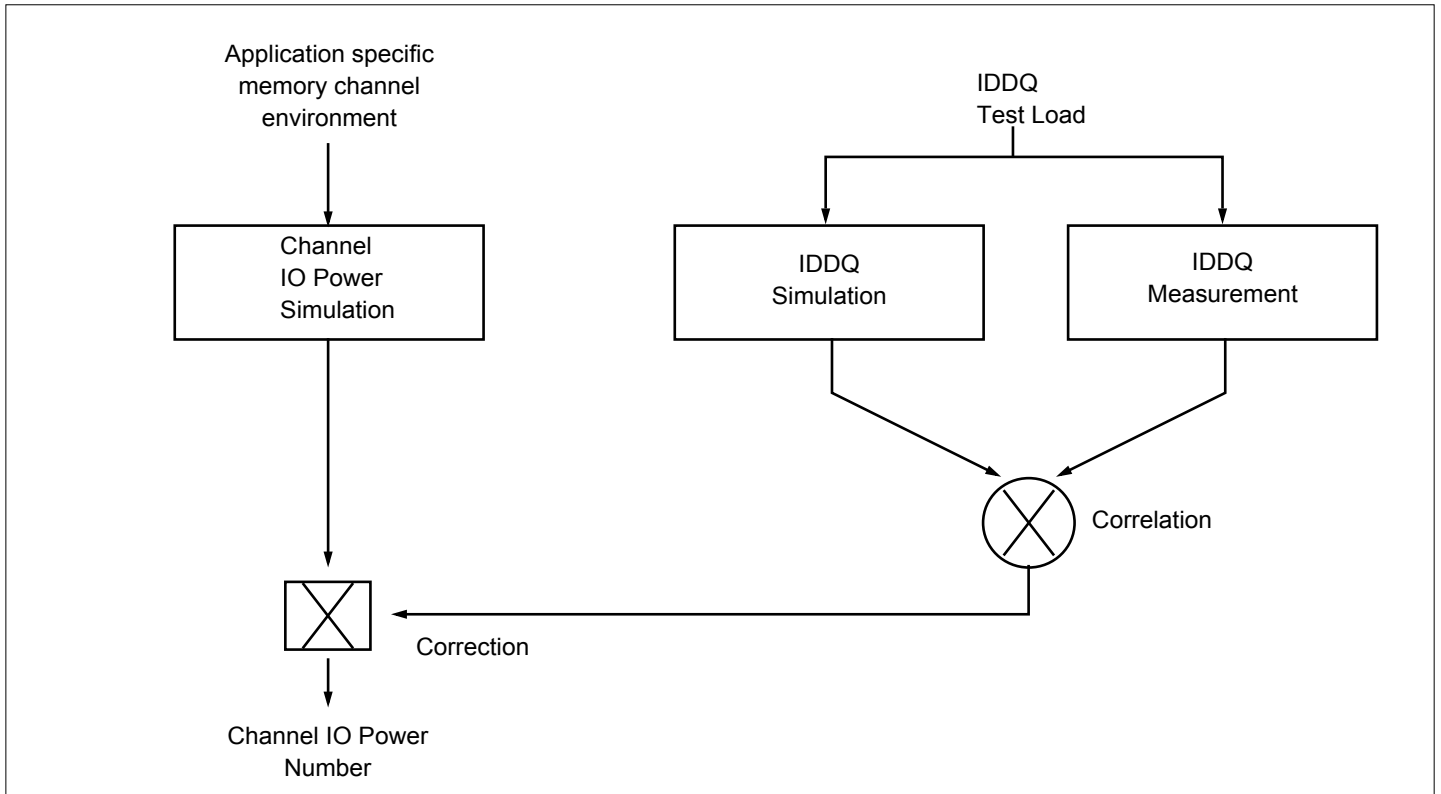 Application specific
memory channel
environment
IDDQ
Test Load
Channel
IO Power
Simulation
IDDQ
Simulation
IDDQ
Measurement
Correlation
Correction
Channel IO Power
Number